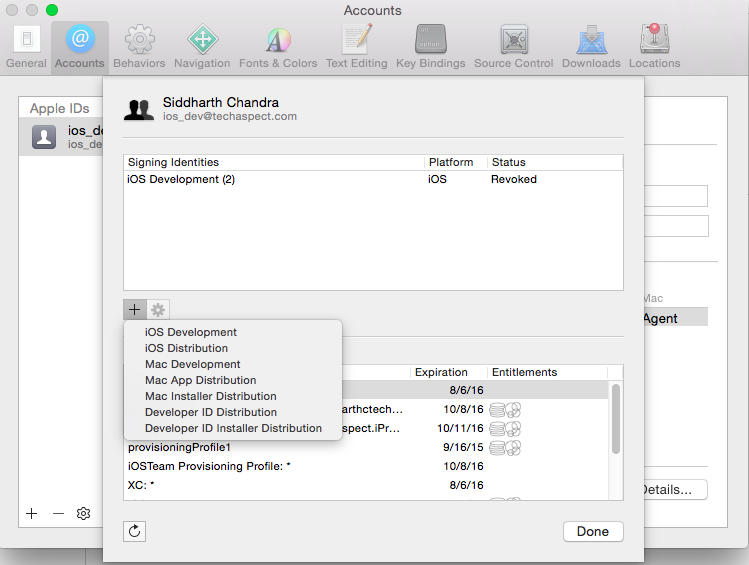 Accounts
General Accounts Behaviors Navigation Fonts & Colors Text Editing Key Bindings Source Control Downloads Locations
Apple IDs
ios_de
ios_de
Siddharth Chandra
ios_dev@techaspect.com
Signing Identities Platform Status
iOS Development (2) iOS Revoked
Mac
Agent
iOS Development
iOS Distribution
Mac Development
Mac App Distribution
Mac Installer Distribution
Developer ID Distribution
Developer ID Installer Distribution
Expiration Entitlements
8/6/16
arthctech... 10/8/16
spect.iPr... 10/11/16
provisioningProfile1 9/16/15
iOSTeam Provisioning Profile: * 10/8/16
XC: * 8/6/16
Details...
Done